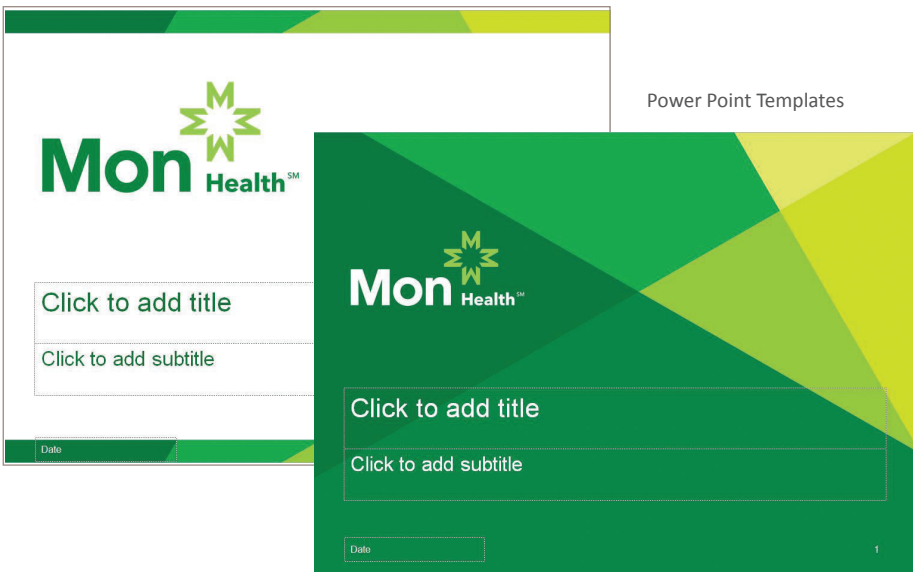 Power Point Templates
Mon Health℠
Click to add title
Click to add subtitle
Date
Mon Health℠
Click to add title
Click to add subtitle
Date
1